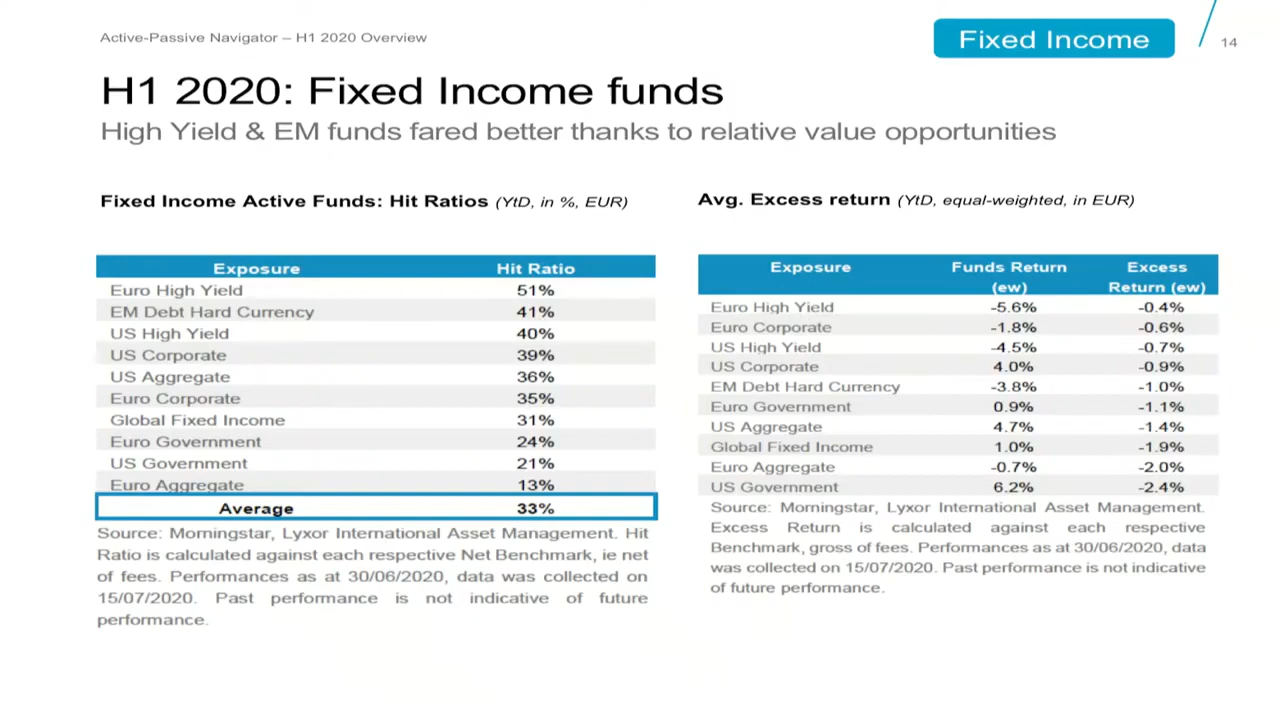 Active-Passive Navigator – H1 2020 Overview
Fixed Income
14
H1 2020: Fixed Income funds
High Yield & EM funds fared better thanks to relative value opportunities
Fixed Income Active Funds: Hit Ratios (YtD, in %, EUR)
Exposure Hit Ratio
Euro High Yield 51%
EM Debt Hard Currency 41%
US High Yield 40%
US Corporate 39%
US Aggregate 36%
Euro Corporate 35%
Global Fixed Income 31%
Euro Government 24%
US Government 21%
Euro Aggregate 13%
Average 33%
Source: Morningstar, Lyxor International Asset Management. Hit
Ratio is calculated against each respective Net Benchmark, ie net
of fees. Performances as at 30/06/2020, data was collected on
15/07/2020. Past performance is not indicative of future
performance.
Avg. Excess return (YtD, equal-weighted, in EUR)
Exposure Funds Return Excess
(ew) Return (ew)
Euro High Yield -5.6% -0.4%
Euro Corporate -1.8% -0.6%
US High Yield -4.5% -0.7%
US Corporate 4.0% -0.9%
EM Debt Hard Currency -3.8% -1.0%
Euro Government 0.9% -1.1%
US Aggregate 4.7% -1.4%
Global Fixed Income 1.0% -1.9%
Euro Aggregate -0.7% -2.0%
US Government 6.2% -2.4%
Source: Morningstar, Lyxor International Asset Management.
Excess Return is calculated against each respective
Benchmark, gross of fees. Performances as at 30/06/2020, data
was collected on 15/07/2020. Past performance is not indicative
of future performance.